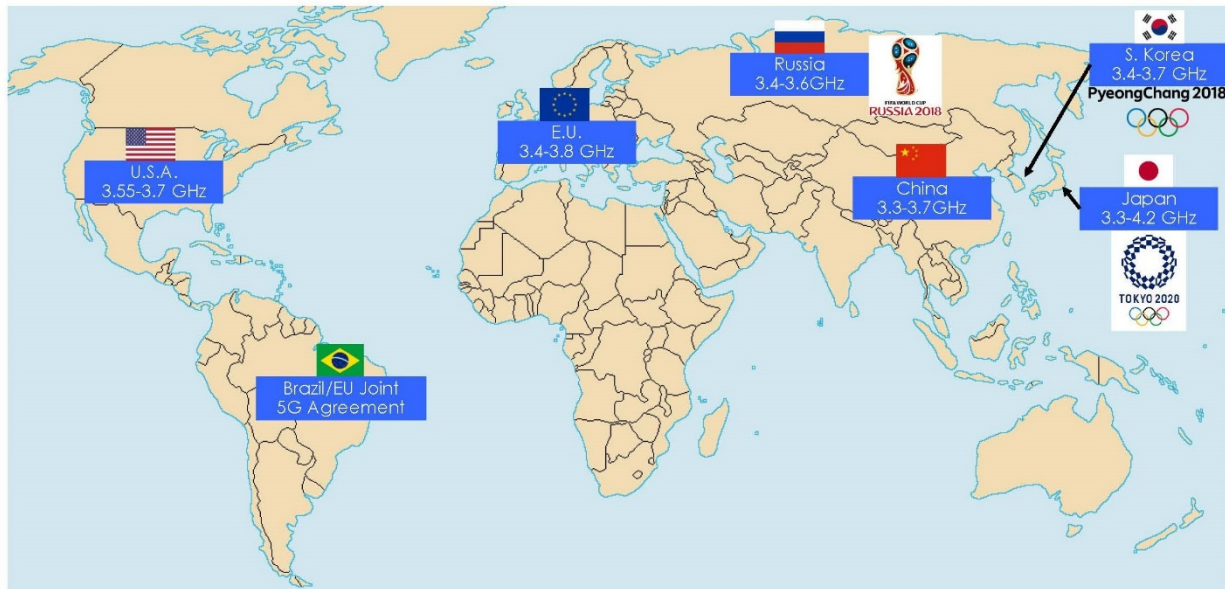 U.S.A.
3.55-3.7 GHz
Brazil/EU Joint
5G Agreement
E.U.
3.4-3.8 GHz
Russia
3.4-3.6GHz
FIFA WORLD CUP
RUSSIA 2018
China
3.3-3.7GHz
S. Korea
3.4-3.7 GHz
PyeongChang 2018
Japan
3.3-4.2 GHz
TOKYO 2020